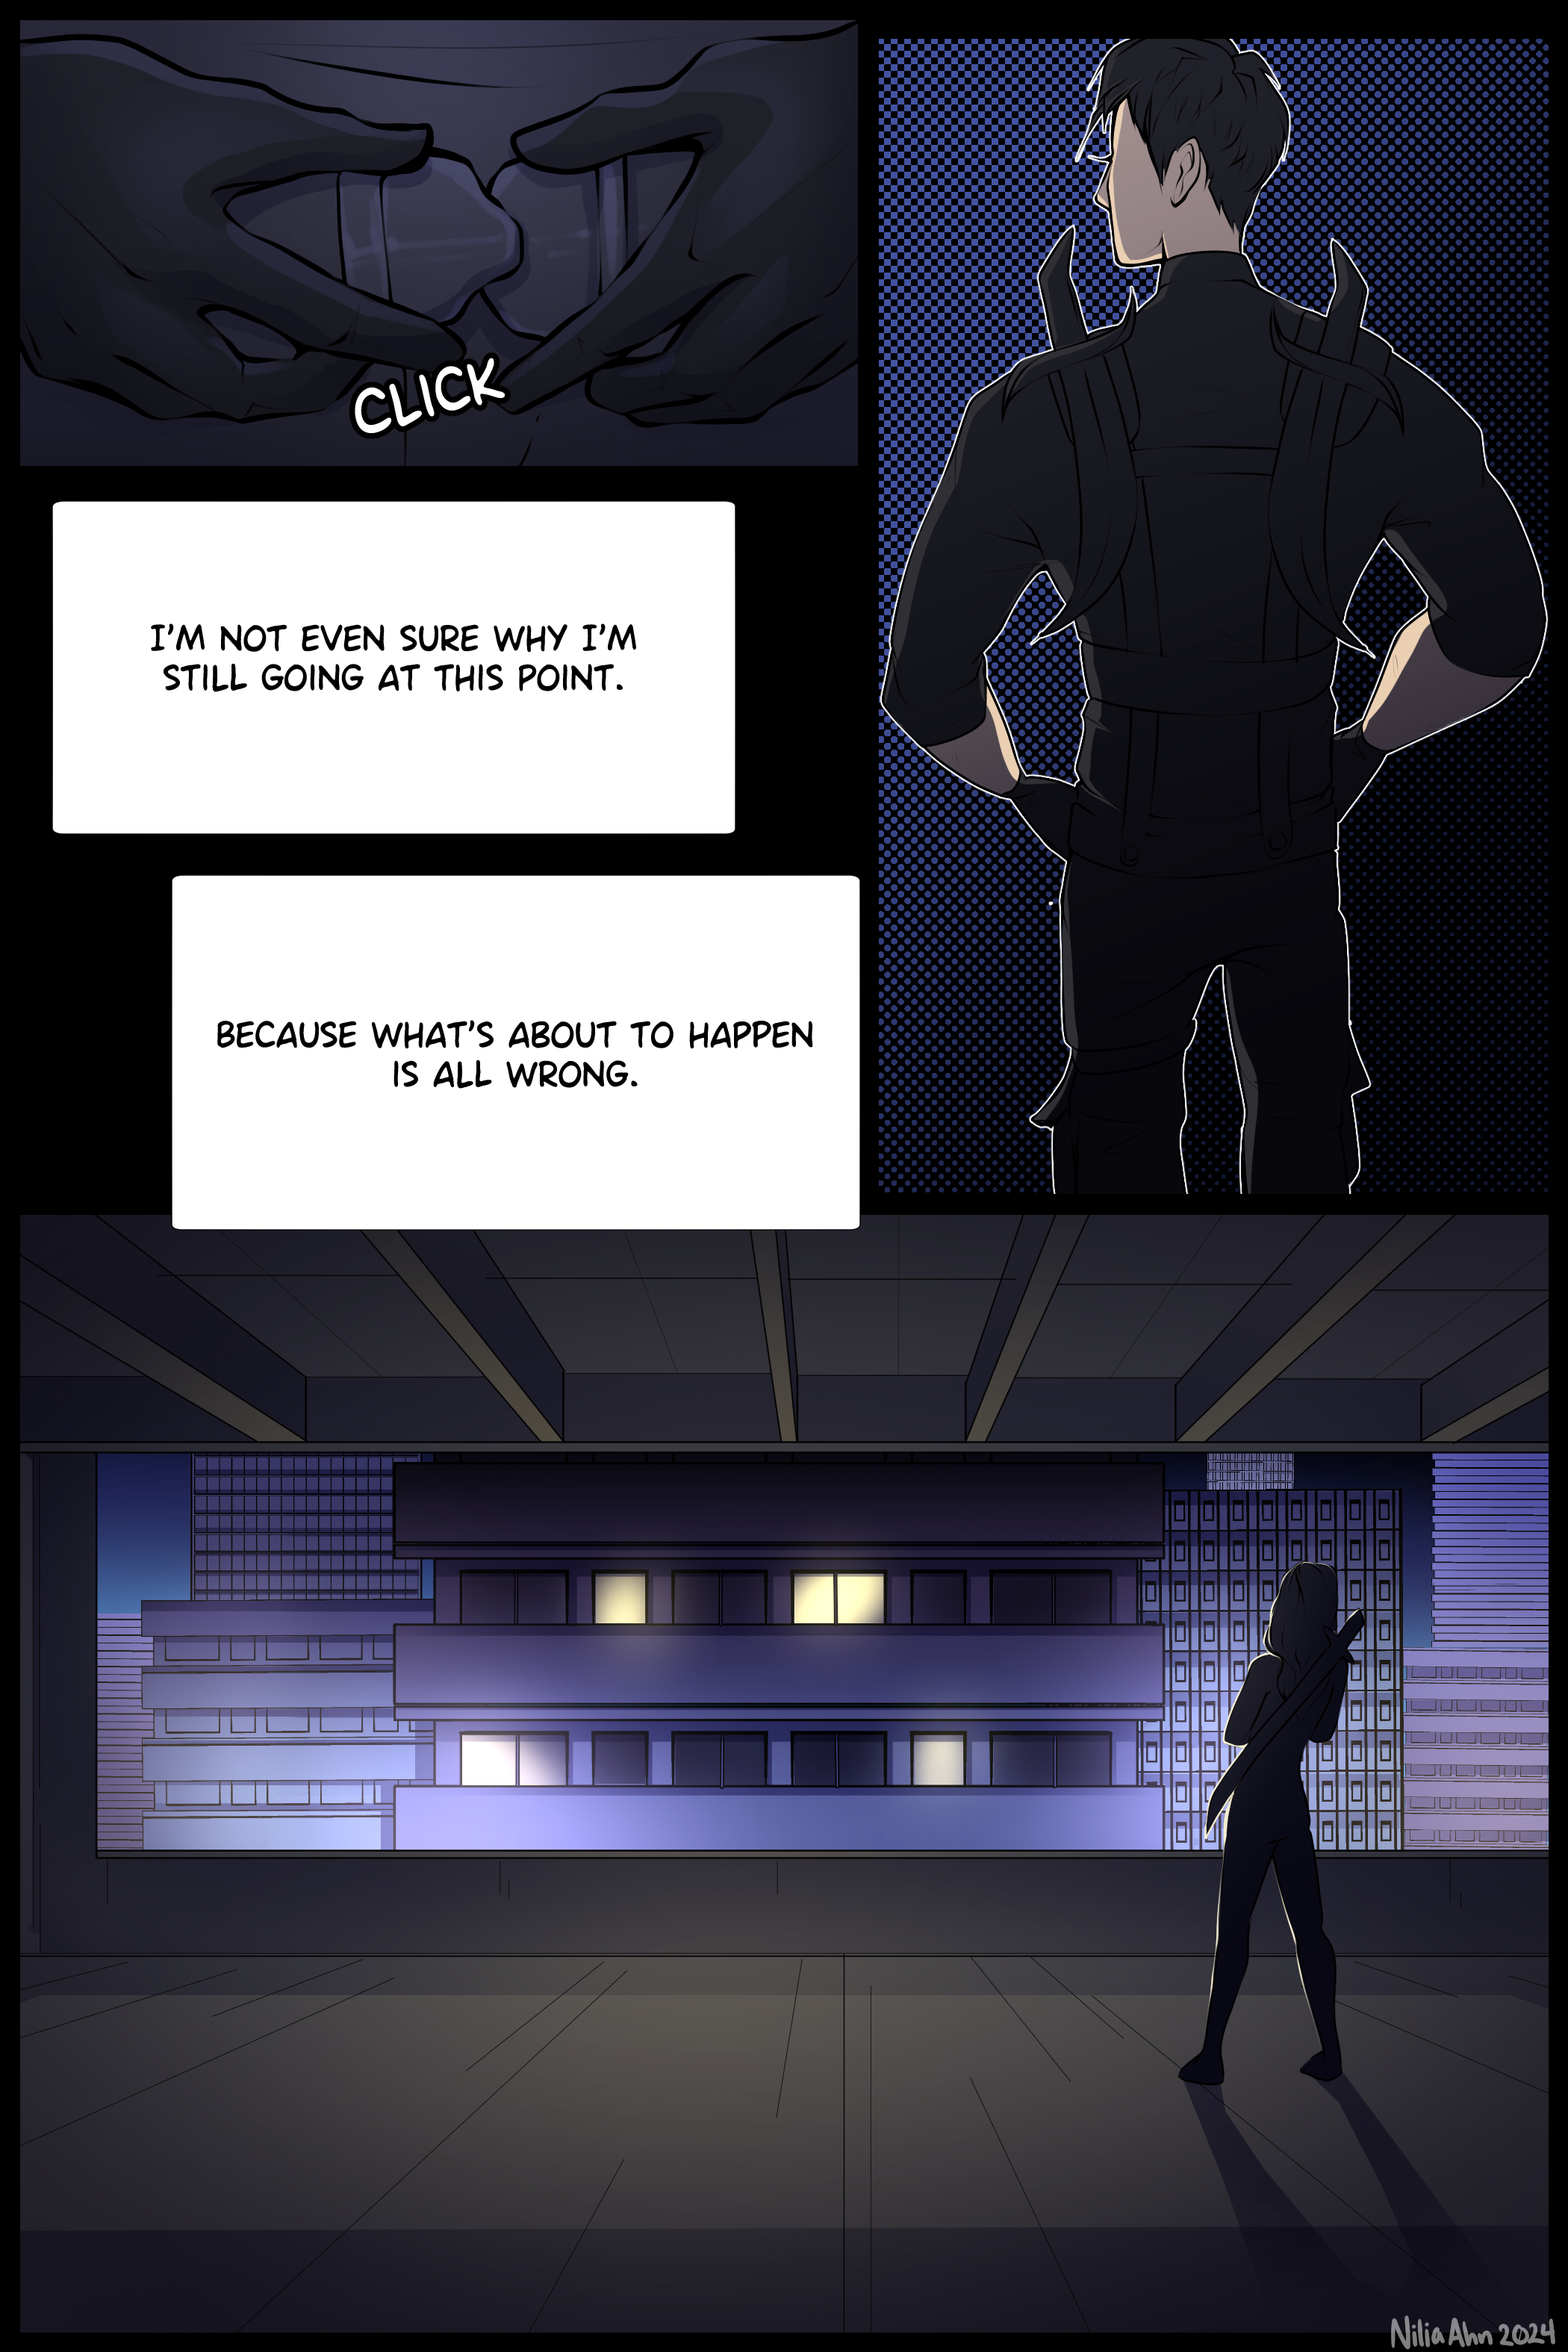 CLICK
I'M NOT EVEN SURE WHY I'M
STILL GOING AT THIS POINT.
BECAUSE WHAT'S ABOUT TO HAPPEN
IS ALL WRONG.
Nilia Ahn 2024